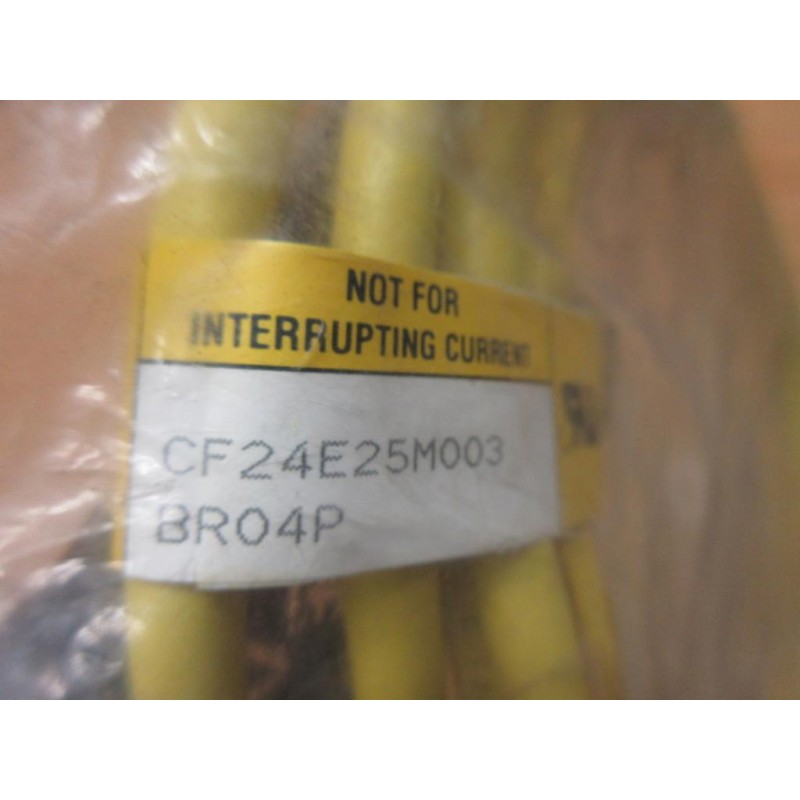 NOT FOR
INTERRUPTING CURRENT
CF24E25M003
BR04P